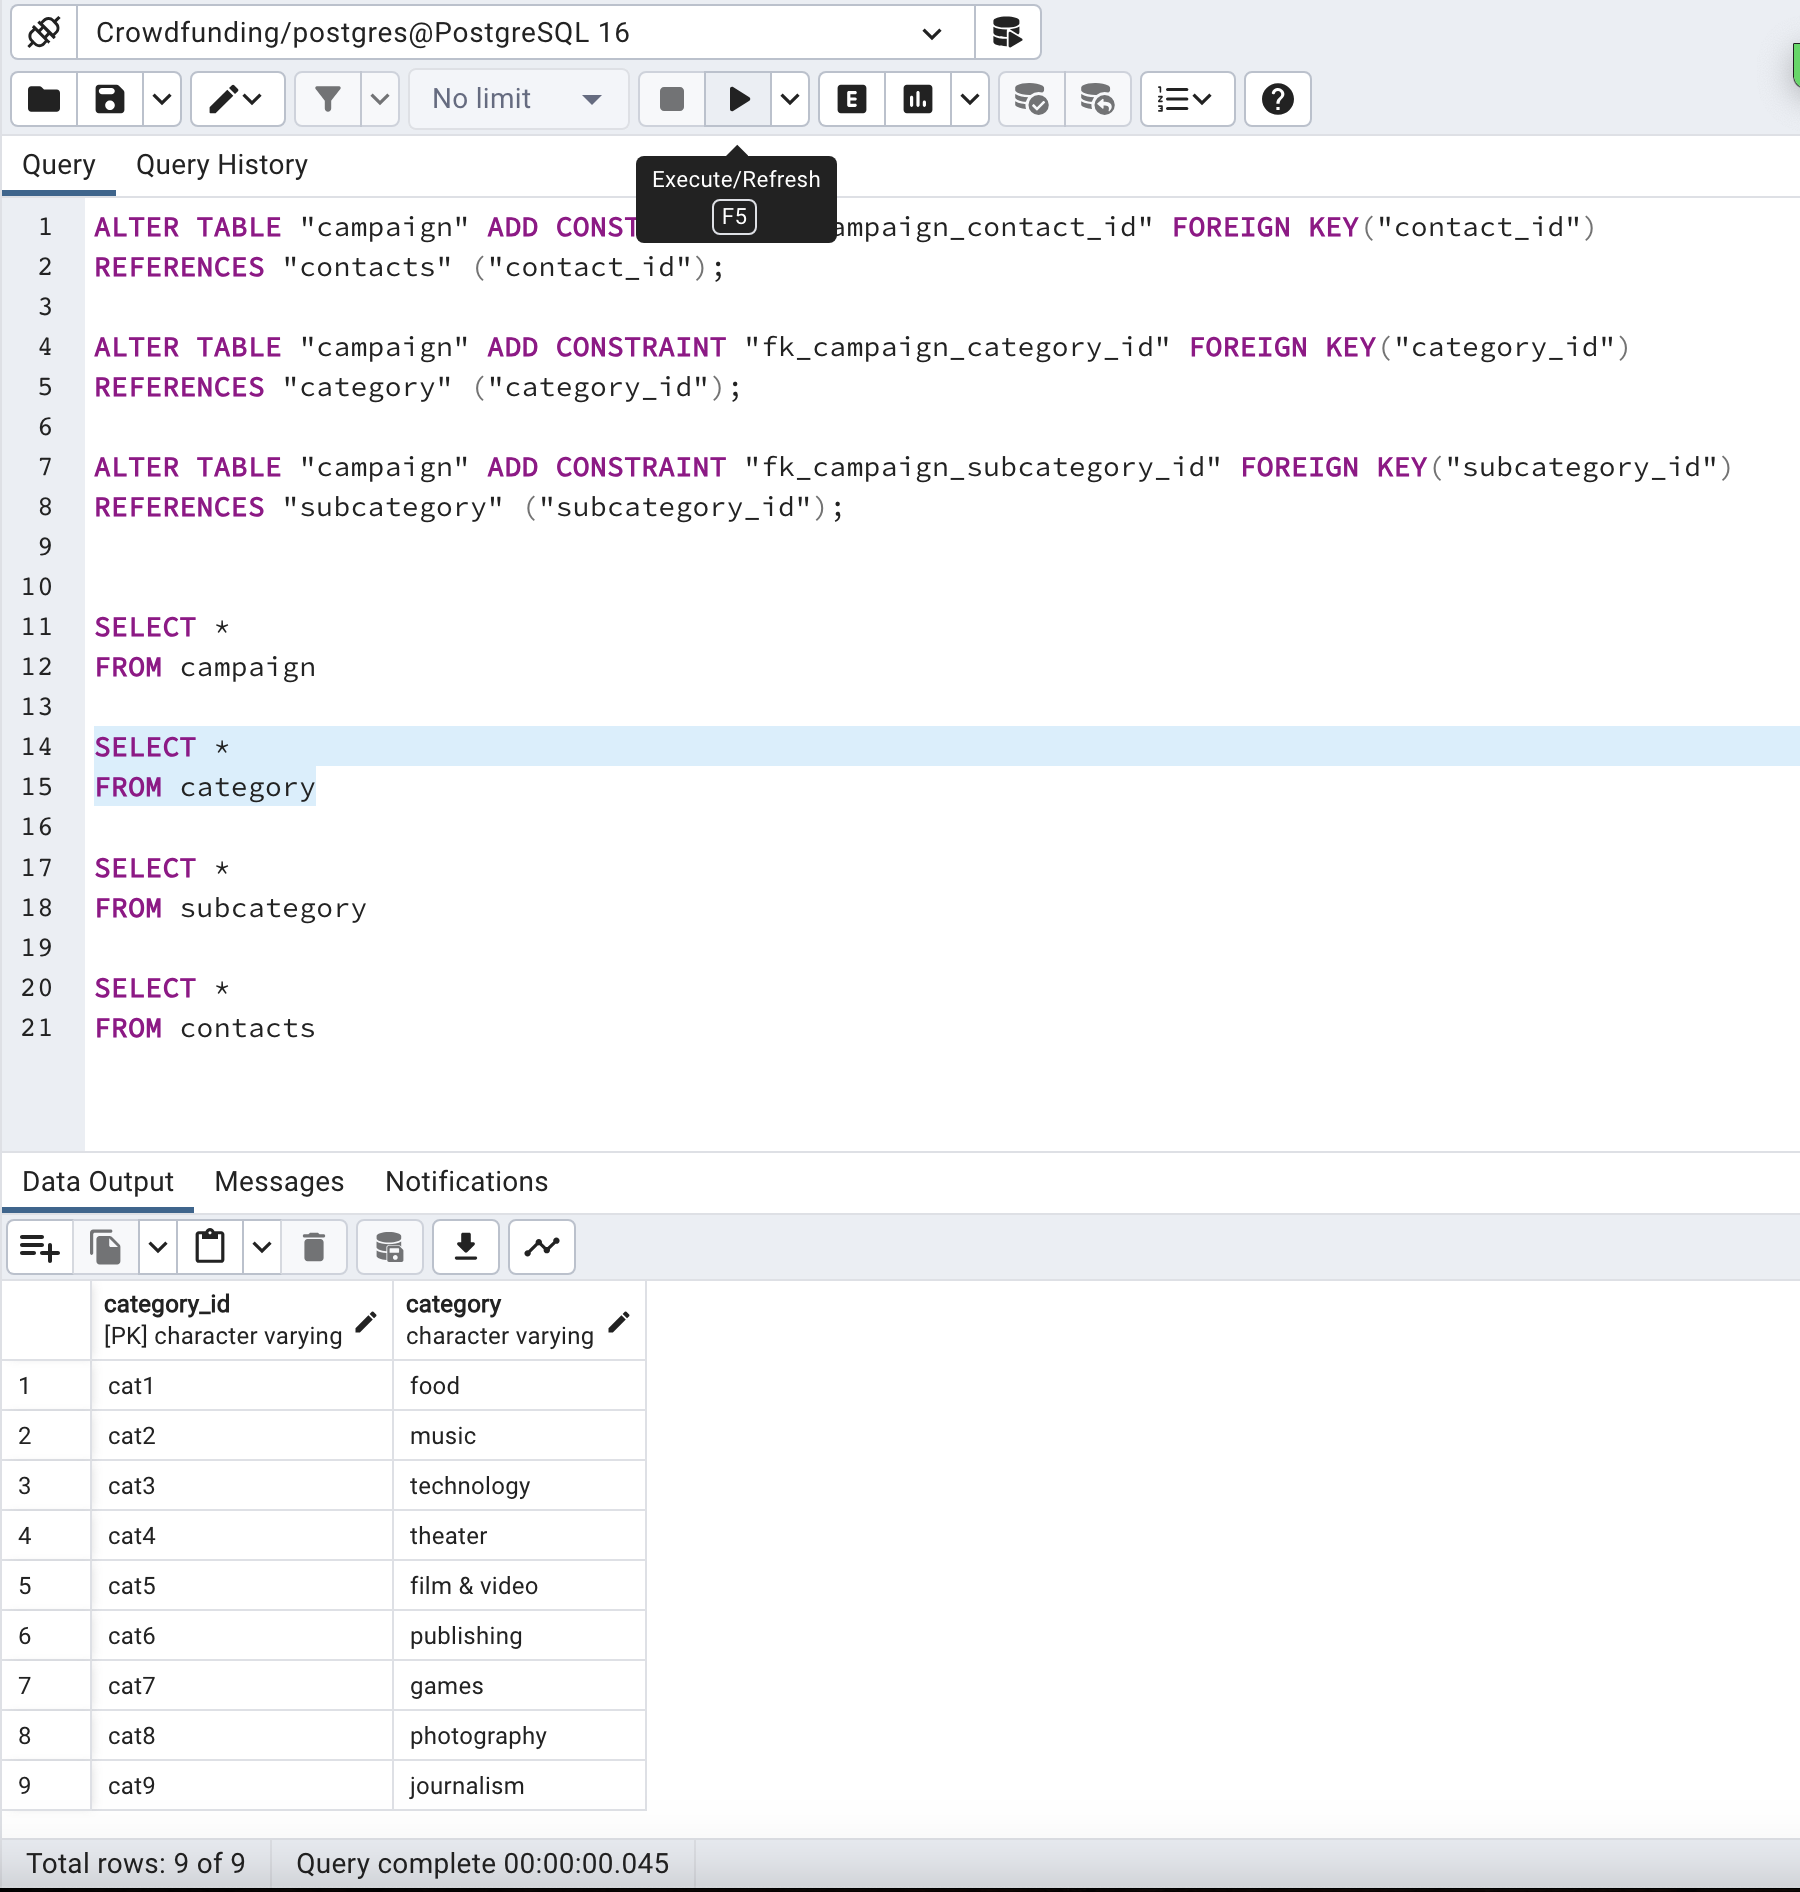 Crowdfunding/postgres@PostgreSQL 16
No limit
E
Query Query History
Execute/Refresh
F5
1 ALTER TABLE "campaign" ADD CONST ampaign_contact_id" FOREIGN KEY("contact_id")
2 REFERENCES "contacts" ("contact_id");
3
4 ALTER TABLE "campaign" ADD CONSTRAINT "fk_campaign_category_id" FOREIGN KEY("category_id")
5 REFERENCES "category" ("category_id");
6
7 ALTER TABLE "campaign" ADD CONSTRAINT "fk_campaign_subcategory_id" FOREIGN KEY("subcategory_id")
8 REFERENCES "subcategory" ("subcategory_id");
9
10
11 SELECT *
12 FROM campaign
13
14 SELECT *
15 FROM category
16
17 SELECT *
18 FROM subcategory
19
20 SELECT *
21 FROM contacts
Data Output Messages Notifications
category_id category
[PK] character varying character varying
1 cat1 food
2 cat2 music
3 cat3 technology
4 cat4 theater
5 cat5 film & video
6 cat6 publishing
7 cat7 games
8 cat8 photography
9 cat9 journalism
Total rows: 9 of 9 Query complete 00:00:00.045